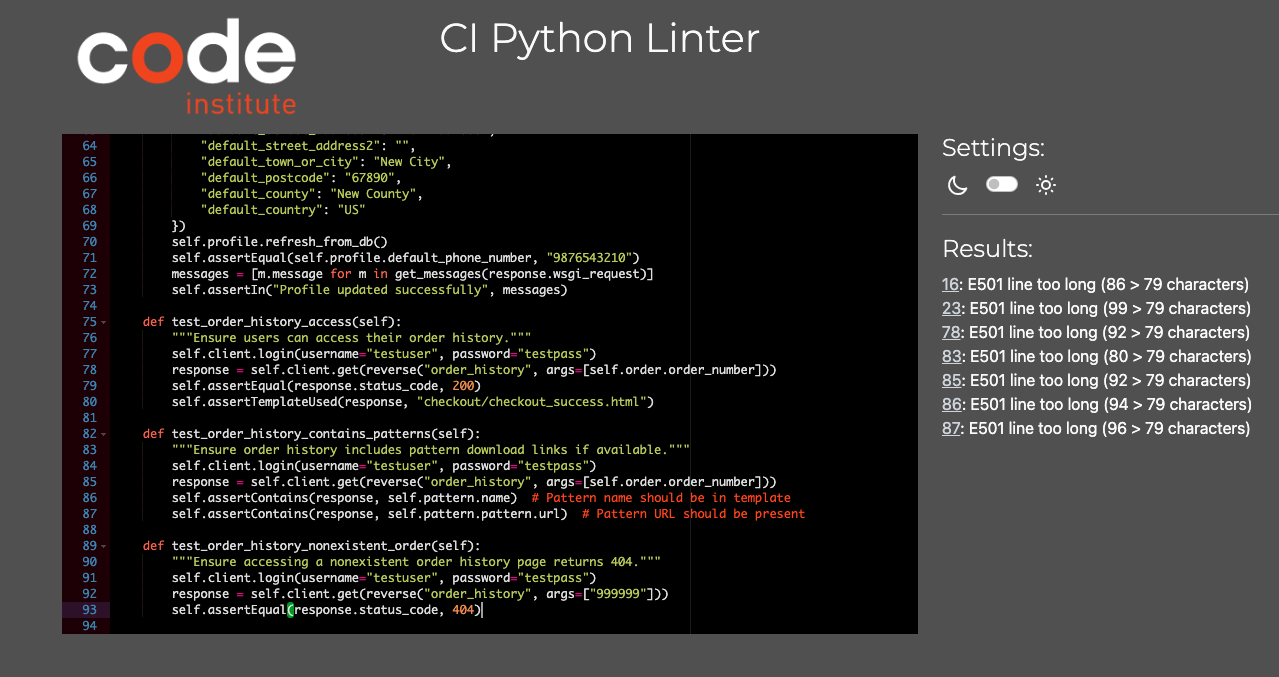 code
institute
CI Python Linter
64 "default_street_address2": "",
65 "default_town_or_city": "New City",
66 "default_postcode": "67890",
67 "default_county": "New County",
68 "default_country": "US"
69 })
70 self.profile.refresh_from_db()
71 self.assertEqual(self.profile.default_phone_number, "9876543210")
72 messages = [m.message for m in get_messages(response.wsgi_request)]
73 self.assertIn("Profile updated successfully", messages)
74
75 def test_order_history_access(self):
76 """Ensure users can access their order history."""
77 self.client.login(username="testuser", password="testpass")
78 response = self.client.get(reverse("order_history", args=[self.order.order_number]))
79 self.assertEqual(response.status_code, 200)
80 self.assertTemplateUsed(response, "checkout/checkout_success.html")
81
82 def test_order_history_contains_patterns(self):
83 """Ensure order history includes pattern download links if available."""
84 self.client.login(username="testuser", password="testpass")
85 response = self.client.get(reverse("order_history", args=[self.order.order_number]))
86 self.assertContains(response, self.pattern.name)  # Pattern name should be in template
87 self.assertContains(response, self.pattern.pattern.url)  # Pattern URL should be present
88
89 def test_order_history_nonexistent_order(self):
90 """Ensure accessing a nonexistent order history page returns 404."""
91 self.client.login(username="testuser", password="testpass")
92 response = self.client.get(reverse("order_history", args=["999999"]))
93 self.assertEqual(response.status_code, 404)
94
Settings:
Results:
16: E501 line too long (86 > 79 characters)
23: E501 line too long (99 > 79 characters)
78: E501 line too long (92 > 79 characters)
83: E501 line too long (80 > 79 characters)
85: E501 line too long (92 > 79 characters)
86: E501 line too long (94 > 79 characters)
87: E501 line too long (96 > 79 characters)